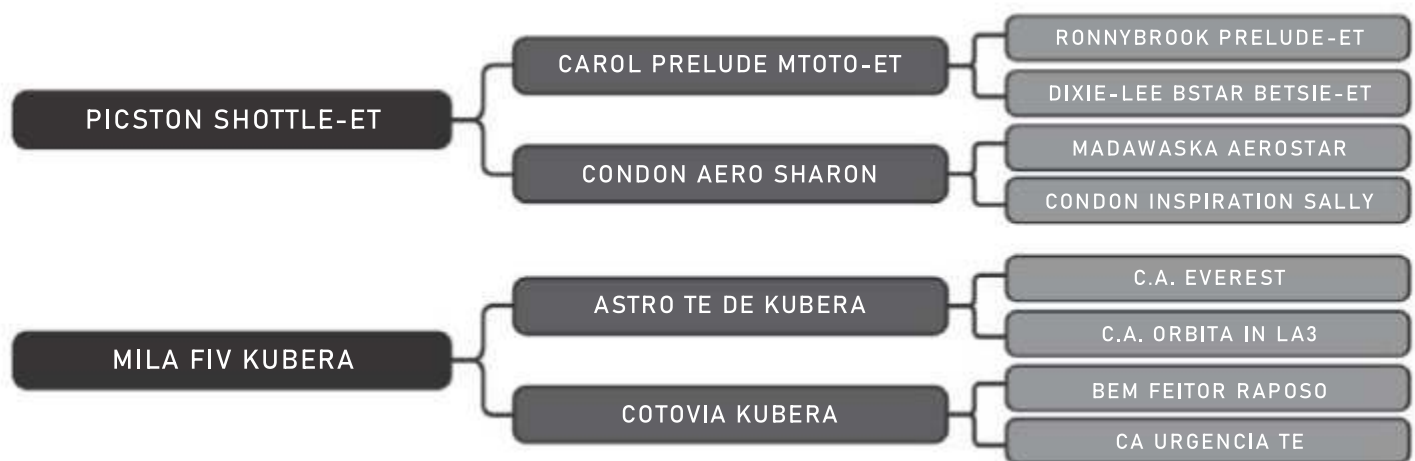 PICSTON SHOTTLE-ET
CAROL PRELUDE MTOTO-ET
RONNYBROOK PRELUDE-ET
DIXIE-LEE BSTAR BETSIE-ET
CONDON AERO SHARON
MADAWASKA AEROSTAR
CONDON INSPIRATION SALLY
MILA FIV KUBERA
ASTRO TE DE KUBERA
C.A. EVEREST
C.A. ORBITA IN LA3
COTOVIA KUBERA
BEM FEITOR RAPOSO
CA URGENCIA TE